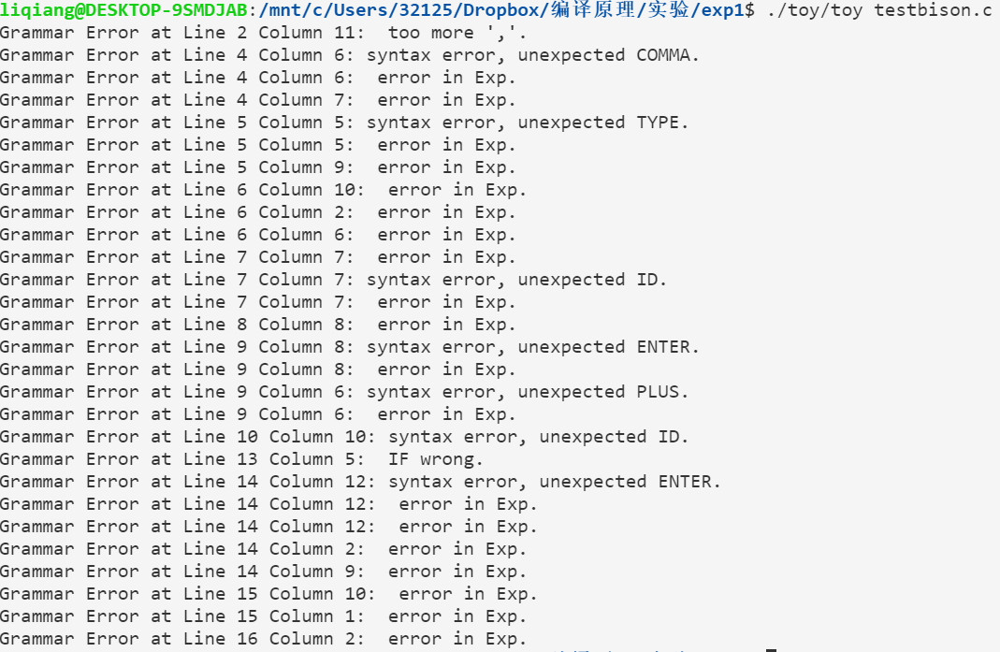 liqiang@DESKTOP-9SMDJAB:/mnt/c/Users/32125/Dropbox/编译原理/实验/exp1$ ./toy/toy testbison.c
Grammar Error at Line 2 Column 11:  too more ','.
Grammar Error at Line 4 Column 6: syntax error, unexpected COMMA.
Grammar Error at Line 4 Column 6:  error in Exp.
Grammar Error at Line 4 Column 7:  error in Exp.
Grammar Error at Line 5 Column 5: syntax error, unexpected TYPE.
Grammar Error at Line 5 Column 5:  error in Exp.
Grammar Error at Line 5 Column 9:  error in Exp.
Grammar Error at Line 6 Column 10:  error in Exp.
Grammar Error at Line 6 Column 2:  error in Exp.
Grammar Error at Line 6 Column 6:  error in Exp.
Grammar Error at Line 7 Column 7:  error in Exp.
Grammar Error at Line 7 Column 7: syntax error, unexpected ID.
Grammar Error at Line 7 Column 7:  error in Exp.
Grammar Error at Line 8 Column 8:  error in Exp.
Grammar Error at Line 9 Column 8: syntax error, unexpected ENTER.
Grammar Error at Line 9 Column 8:  error in Exp.
Grammar Error at Line 9 Column 6: syntax error, unexpected PLUS.
Grammar Error at Line 9 Column 6:  error in Exp.
Grammar Error at Line 10 Column 10: syntax error, unexpected ID.
Grammar Error at Line 13 Column 5:  IF wrong.
Grammar Error at Line 14 Column 12: syntax error, unexpected ENTER.
Grammar Error at Line 14 Column 12:  error in Exp.
Grammar Error at Line 14 Column 12:  error in Exp.
Grammar Error at Line 14 Column 2:  error in Exp.
Grammar Error at Line 14 Column 9:  error in Exp.
Grammar Error at Line 15 Column 10:  error in Exp.
Grammar Error at Line 15 Column 1:  error in Exp.
Grammar Error at Line 16 Column 2:  error in Exp.